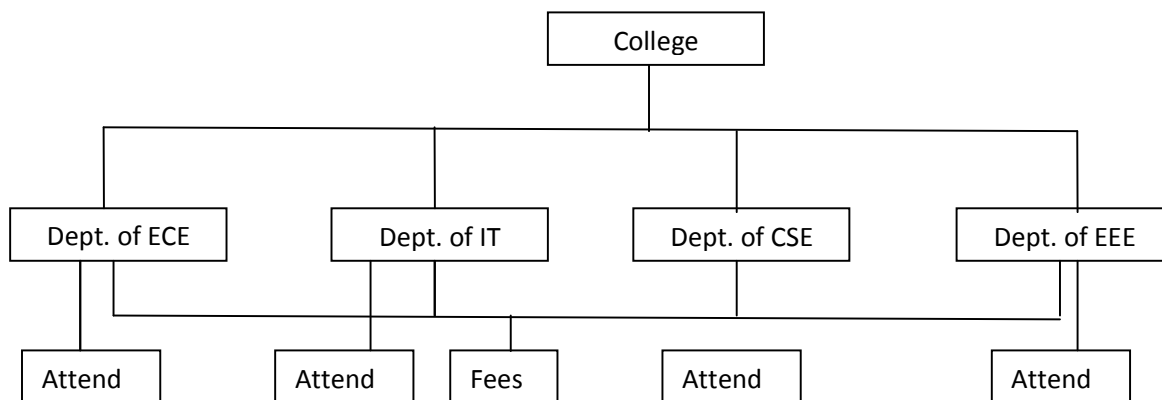 College
Dept. of ECE
Dept. of IT
Dept. of CSE
Dept. of EEE
Attend
Attend
Fees
Attend
Attend